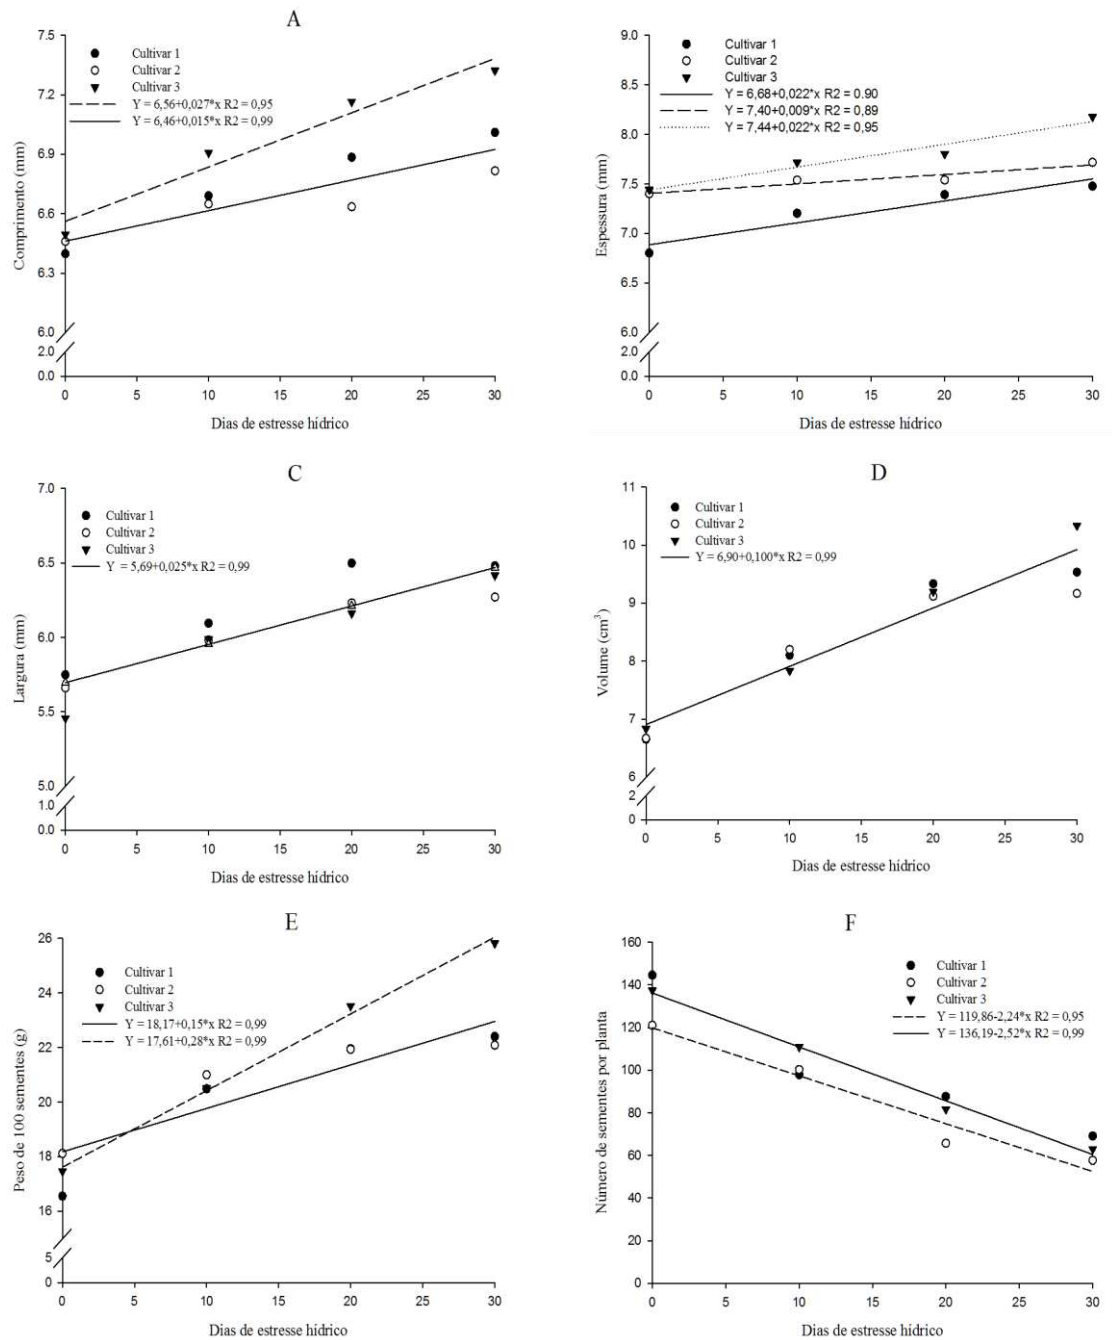 A
7.5
7.2
6.9
6.6
6.3
6.0
2.0
0.0
Comprimento (mm)
Cultivar 1
Cultivar 2
Cultivar 3
Y = 6,56+0,027*x R2 = 0,95
Y = 6,46+0,015*x R2 = 0,99
0 5 10 15 20 25 30
Dias de estresse hídrico
9.0
8.5
8.0
7.5
7.0
6.5
6.0
2.0
0.0
Espessura (mm)
Cultivar 1
Cultivar 2
Cultivar 3
Y = 6,68+0,022*x R2 = 0.90
Y = 7,40+0,009*x R2 = 0,89
Y = 7,44+0,022*x R2 = 0,95
0 5 10 15 20 25 30
Dias de estresse hídrico
C
7.0
6.5
6.0
5.5
5.0
1.0
0.0
Largura (mm)
Cultivar 1
Cultivar 2
Cultivar 3
Y = 5,69+0,025*x R2 = 0,99
0 5 10 15 20 25 30
Dias de estresse hídrico
D
11
10
9
8
7
6
2
0
Volume (cm³)
Cultivar 1
Cultivar 2
Cultivar 3
Y = 6,90+0,100*x R2 = 0,99
0 5 10 15 20 25 30
Dias de estresse hídrico
E
26
24
22
20
18
16
5
0
Peso de 100 sementes (g)
Cultivar 1
Cultivar 2
Cultivar 3
Y = 18,17+0,15*x R2 = 0,99
Y = 17,61+0,28*x R2 = 0,99
0 5 10 15 20 25 30
Dias de estresse hídrico
F
160
140
120
100
80
60
40
20
0
Número de sementes por planta
Cultivar 1
Cultivar 2
Cultivar 3
Y = 119,86-2,24*x R2 = 0,95
Y = 136,19-2,52*x R2 = 0,99
0 5 10 15 20 25 30
Dias de estresse hídrico